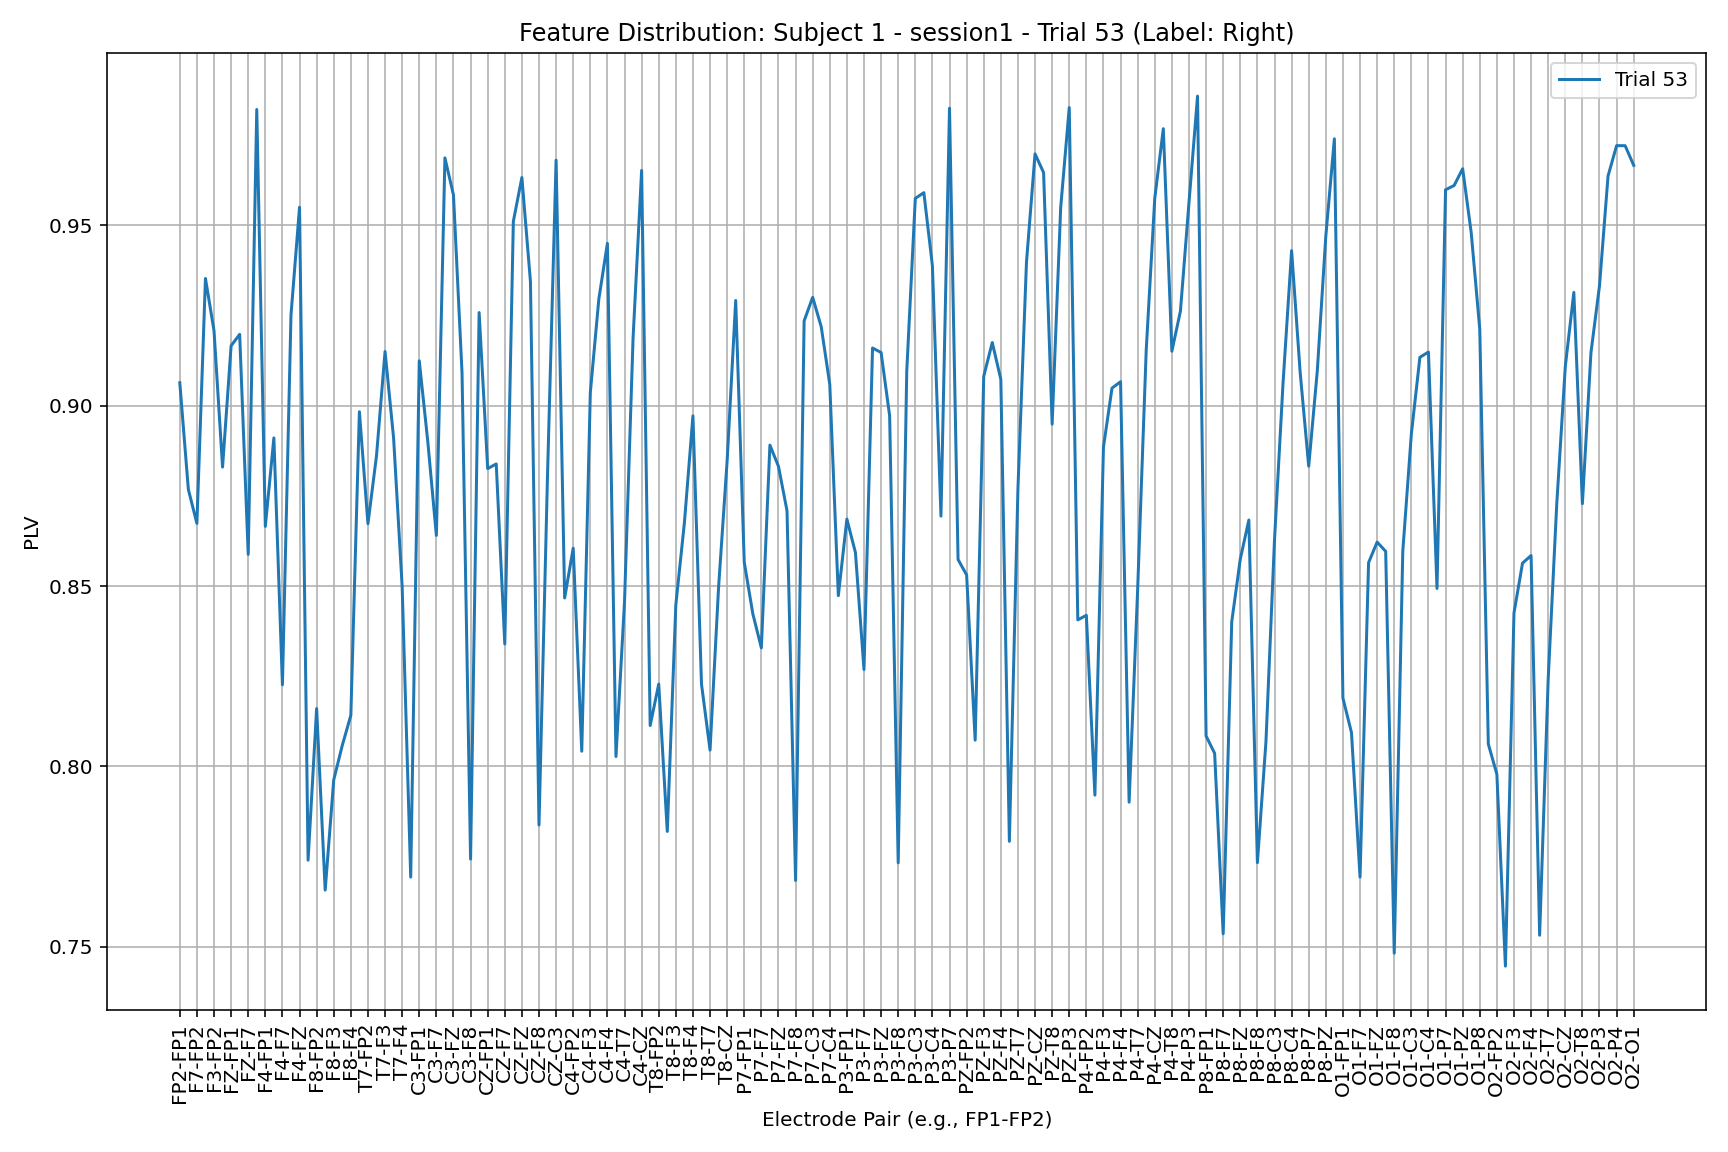 Feature Distribution: Subject 1 - session1 - Trial 53 (Label: Right)
Trial 53
PLV
0.95
0.90
0.85
0.80
0.75
FP2-FP1
F7-FP2
F3-FP2
FZ-FP1
FZ-F7
F4-FP1
F4-F7
F4-FZ
F8-FP2
F8-F3
F8-F4
T7-FP2
T7-F3
T7-F4
C3-FP1
C3-F7
C3-FZ
C3-F8
CZ-FP1
CZ-F7
CZ-FZ
CZ-F8
CZ-C3
C4-FP2
C4-F3
C4-F4
C4-T7
C4-CZ
T8-FP2
T8-F3
T8-F4
T8-T7
T8-CZ
P7-FP1
P7-F7
P7-FZ
P7-F8
P7-C3
P7-C4
P3-FP1
P3-F7
P3-FZ
P3-F8
P3-C3
P3-C4
P3-P7
PZ-FP2
PZ-F3
PZ-F4
PZ-T7
PZ-CZ
PZ-T8
PZ-P3
P4-FP2
P4-F3
P4-F4
P4-T7
P4-CZ
P4-T8
P4-P3
P8-FP1
P8-F7
P8-FZ
P8-F8
P8-C3
P8-C4
P8-P7
P8-PZ
O1-FP1
O1-F7
O1-FZ
O1-F8
O1-C3
O1-C4
O1-P7
O1-PZ
O1-P8
O2-FP2
O2-F3
O2-F4
O2-T7
O2-CZ
O2-T8
O2-P3
O2-P4
O2-O1
Electrode Pair (e.g., FP1-FP2)